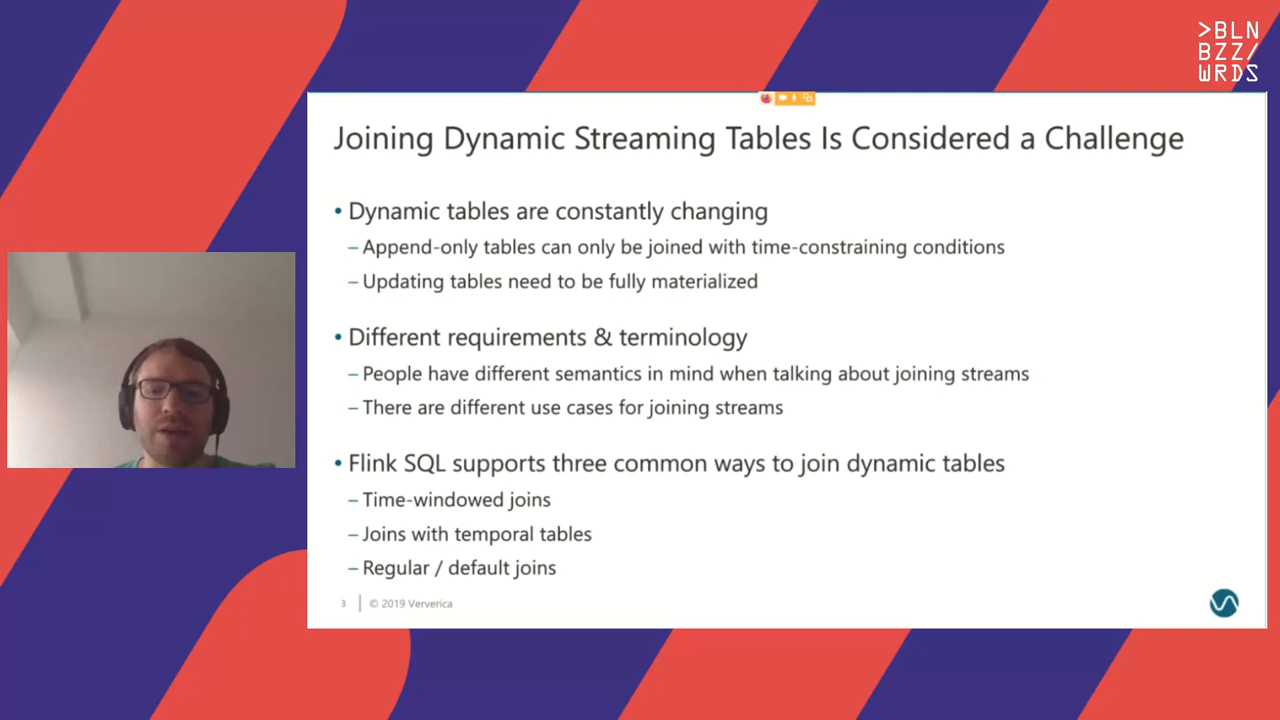 >BLN
BZZ/
WRDS
Joining Dynamic Streaming Tables Is Considered a Challenge
• Dynamic tables are constantly changing
– Append-only tables can only be joined with time-constraining conditions
– Updating tables need to be fully materialized
• Different requirements & terminology
– People have different semantics in mind when talking about joining streams
– There are different use cases for joining streams
• Flink SQL supports three common ways to join dynamic tables
– Time-windowed joins
– Joins with temporal tables
– Regular / default joins
3 | © 2019 Ververica